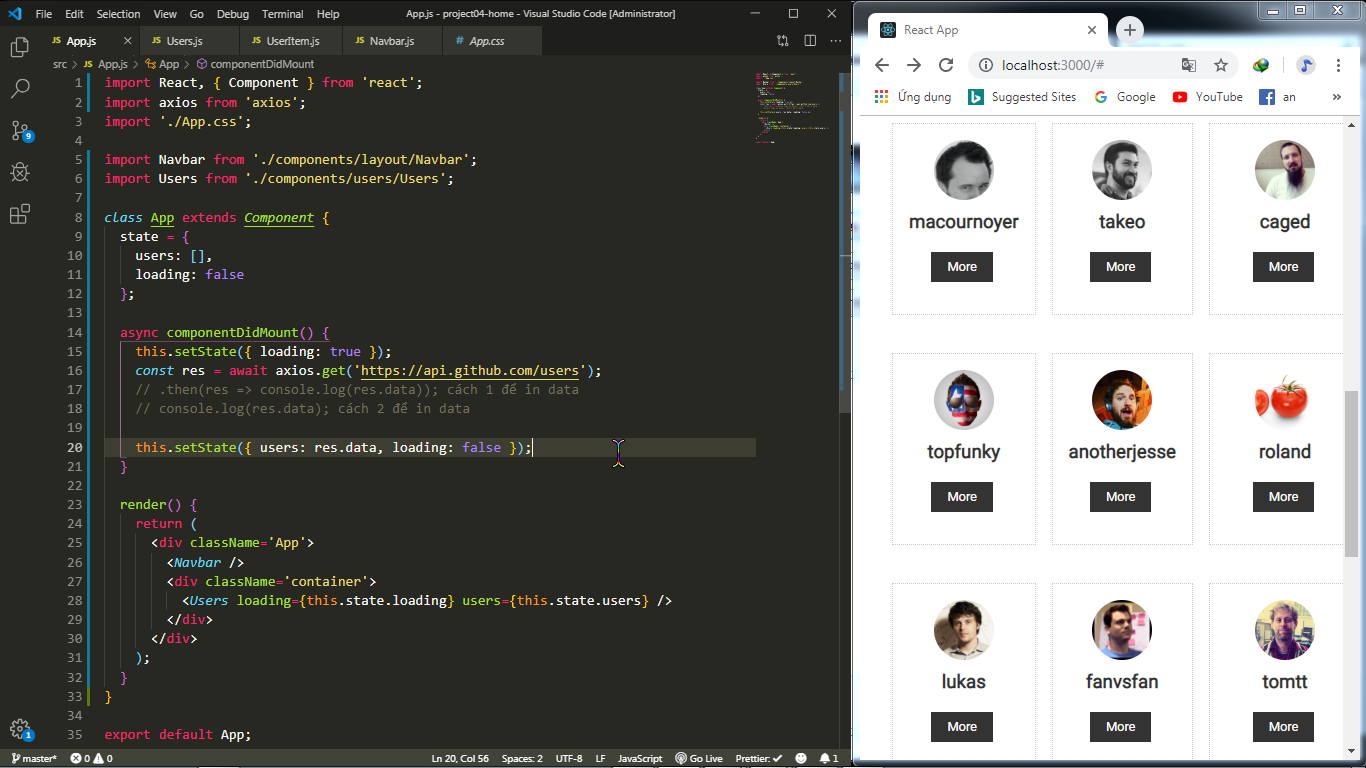 File Edit Selection View Go Debug Terminal Help App.js - project04-home - Visual Studio Code [Administrator]
App.js Users.js UserItem.js Navbar.js App.css
src > App.js > App > componentDidMount
1 import React, { Component } from 'react';
2 import axios from 'axios';
3 import './App.css';
4
5 import Navbar from './components/layout/Navbar';
6 import Users from './components/users/Users';
7
8 class App extends Component {
9 state = {
10 users: [],
11 loading: false
12 };
13
14 async componentDidMount() {
15 this.setState({ loading: true });
16 const res = await axios.get('https://api.github.com/users');
17 // .then(res => console.log(res.data)); cách 1 để in data
18 // console.log(res.data); cách 2 để in data
19
20 this.setState({ users: res.data, loading: false });
21 }
22
23 render() {
24 return (
25 <div className='App'>
26 <Navbar />
27 <div className='container'>
28 <Users loading={this.state.loading} users={this.state.users} />
29 </div>
30 </div>
31 );
32 }
33 }
34
35 export default App;
9
1
master* 0 0 Ln 20, Col 56 Spaces: 2 UTF-8 LF JavaScript Go Live Prettier: 1
React App
localhost:3000/#
Ứng dụng Suggested Sites Google YouTube an »
macournoyer takeo caged
More More More
topfunky anotherjesse roland
More More More
lukas fanvsfan tomtt
More More More